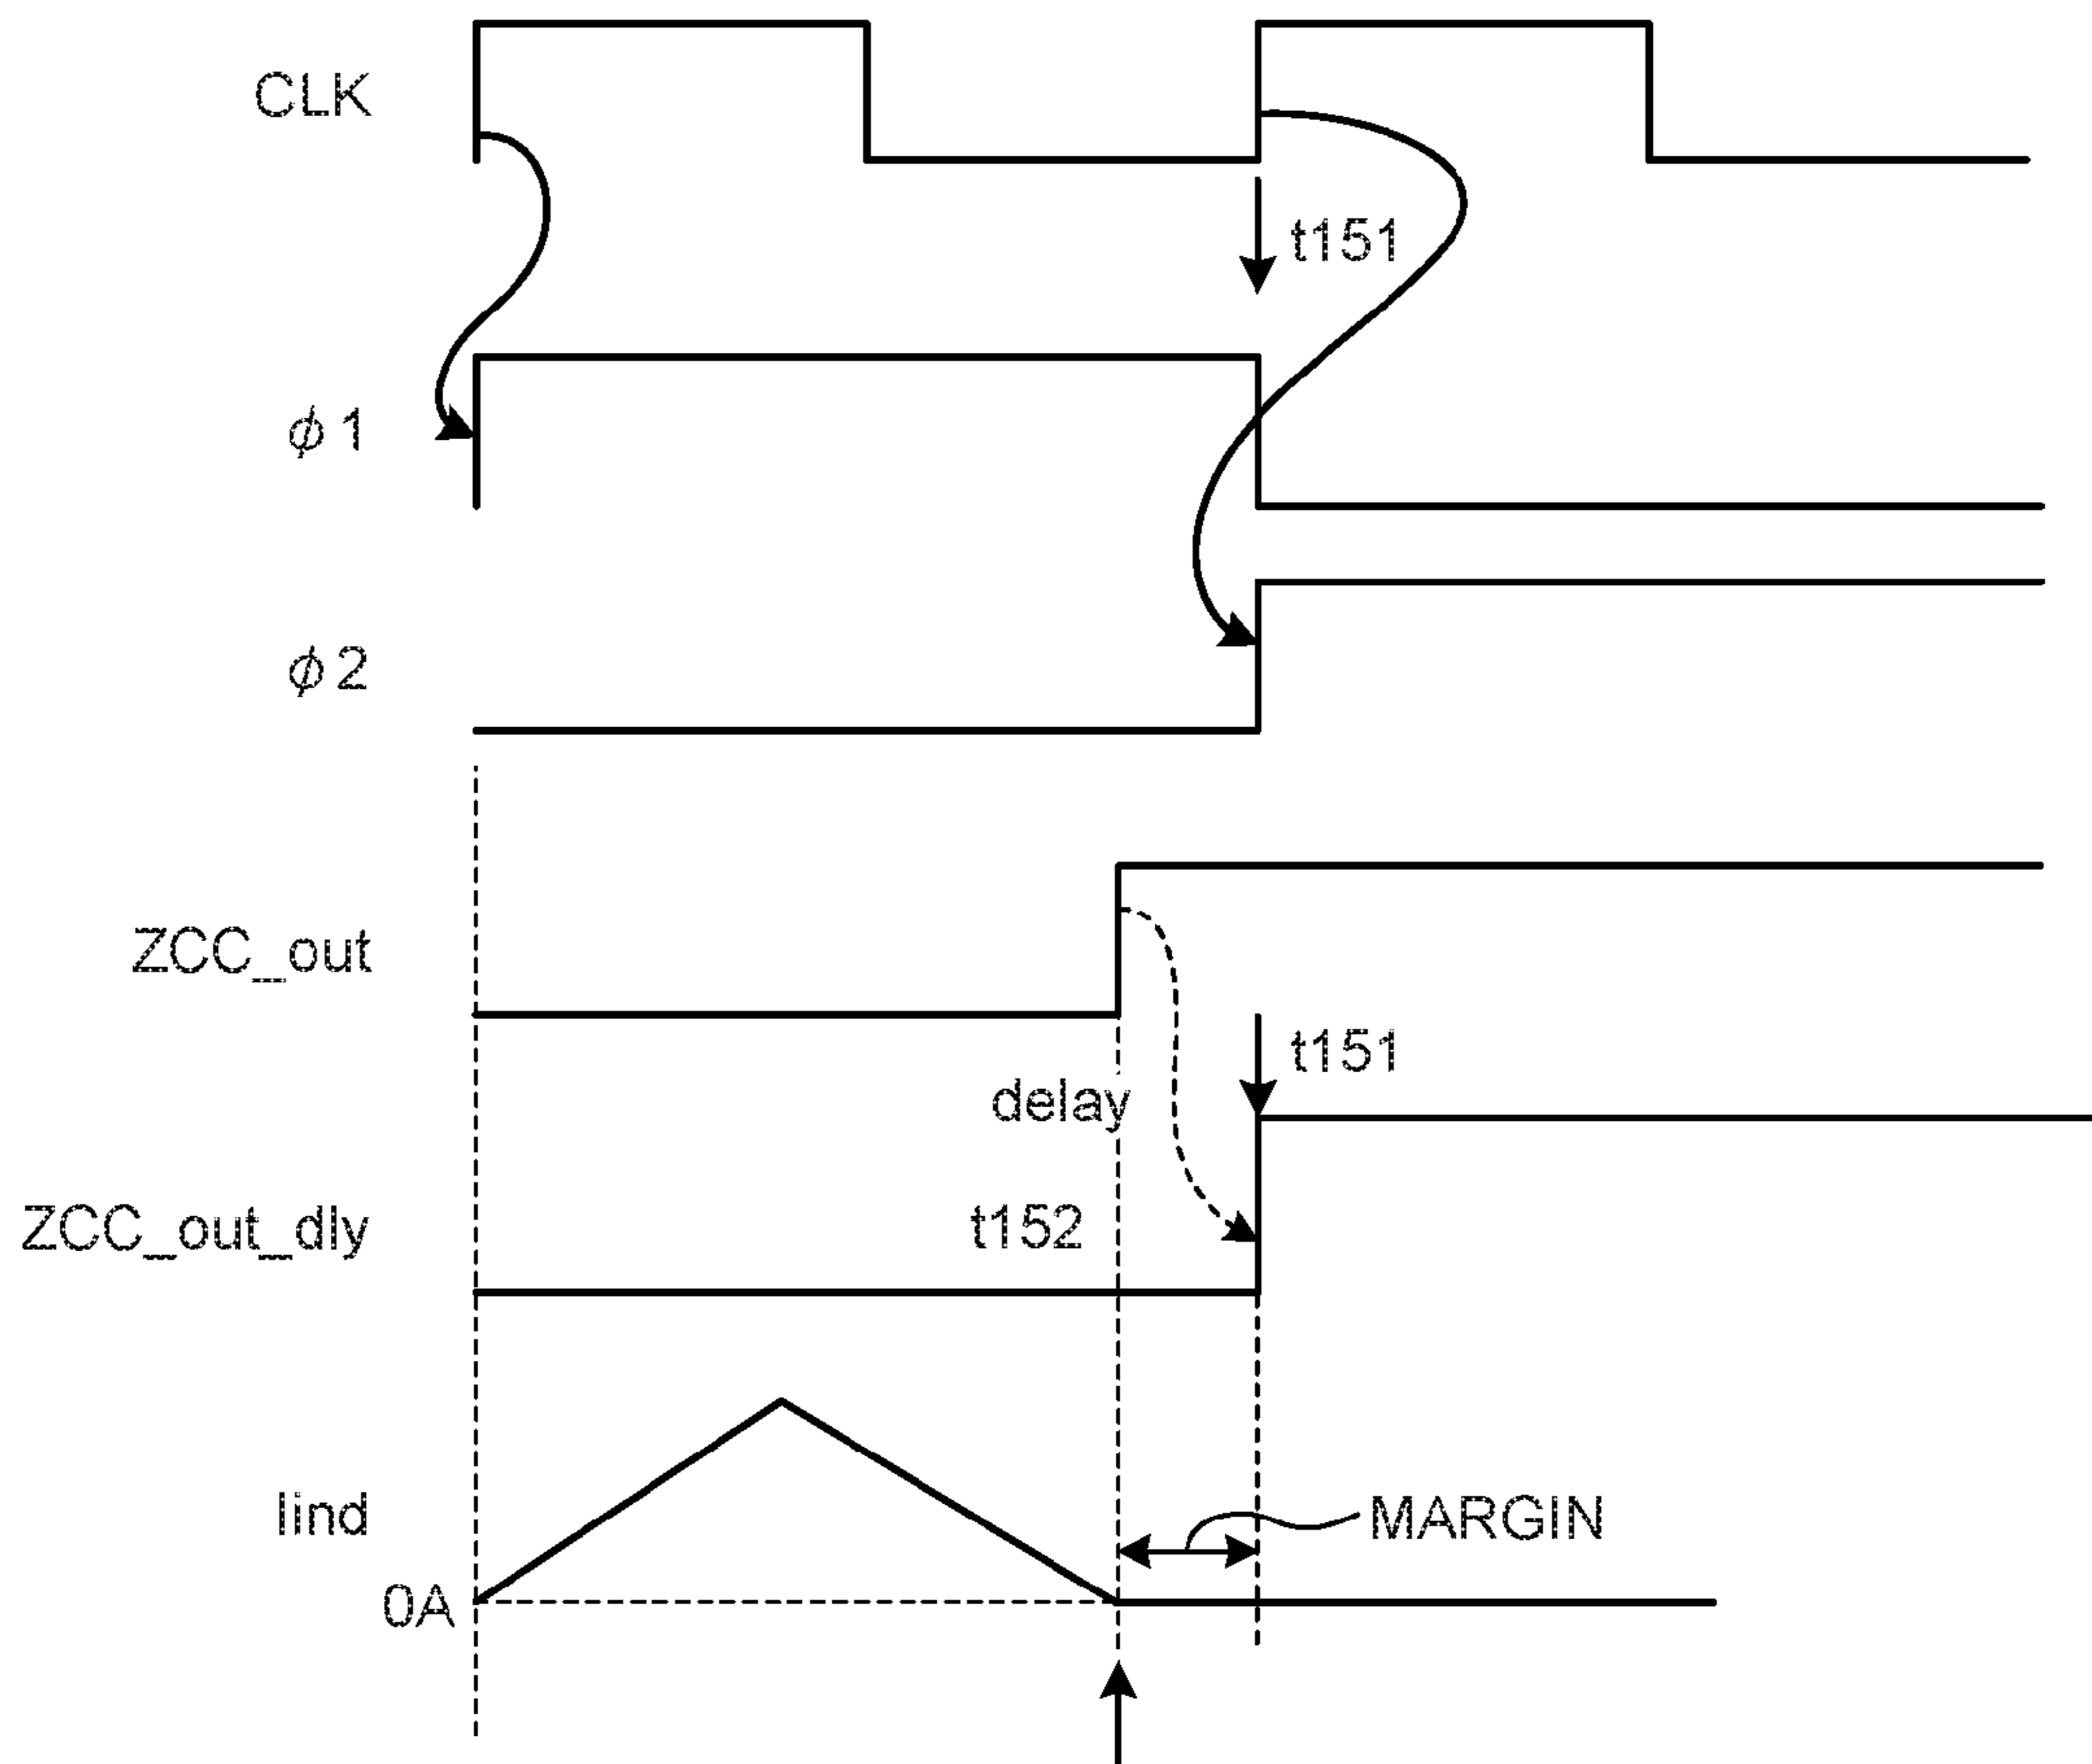 CLK
t151
ϕ1
ϕ2
ZCC_out
t151
delay
ZCC_out_dly
t152
Iind
MARGIN
0A